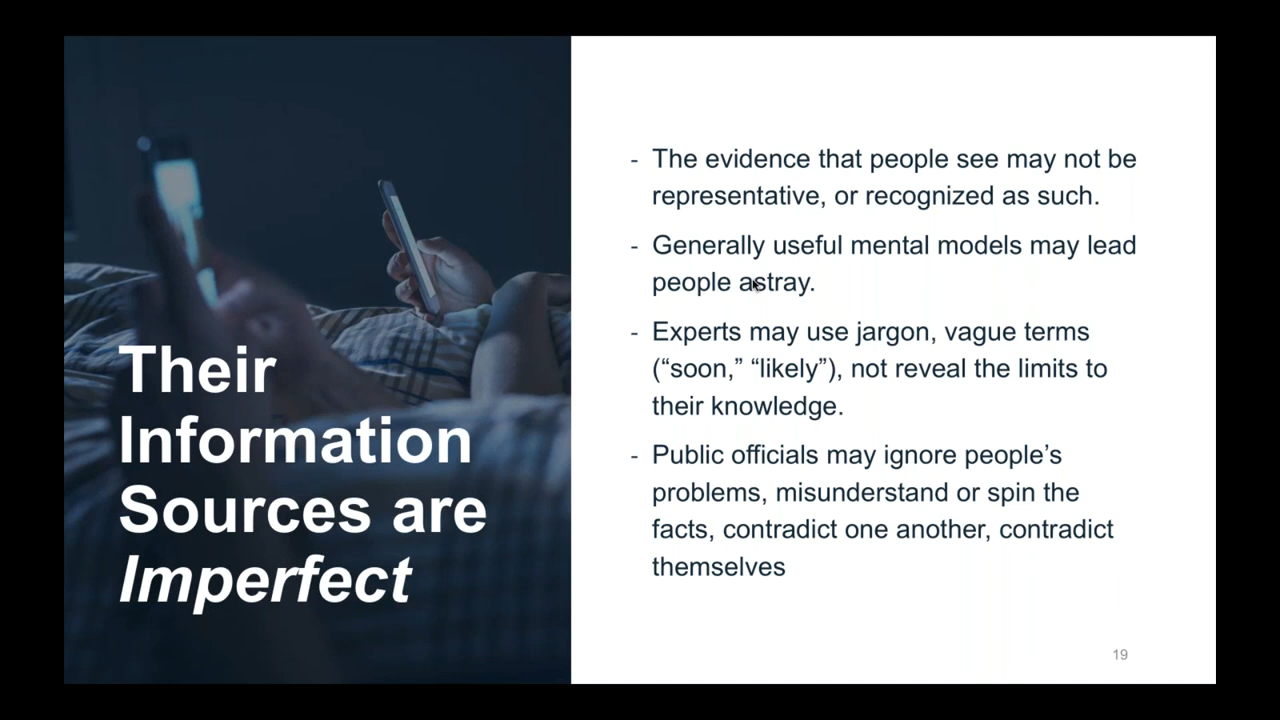 Their
Information
Sources are
Imperfect
- The evidence that people see may not be
representative, or recognized as such.
- Generally useful mental models may lead
people astray.
- Experts may use jargon, vague terms
(“soon,” “likely”), not reveal the limits to
their knowledge.
- Public officials may ignore people’s
problems, misunderstand or spin the
facts, contradict one another, contradict
themselves
19